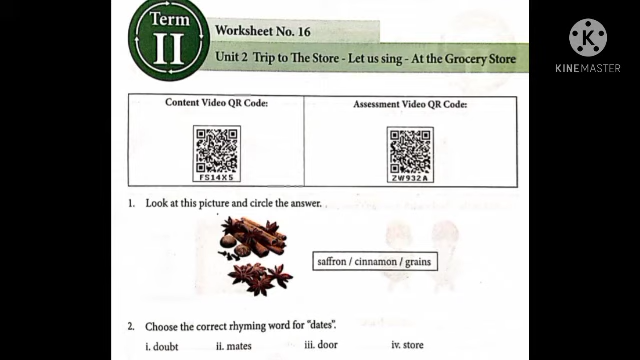 Term
II
Worksheet No. 16
Unit 2 Trip to The Store - Let us sing - At the Grocery Store
KINEMASTER
Content Video QR Code:
Assessment Video QR Code:
FS14X5
ZW932A
1. Look at this picture and circle the answer.
saffron / cinnamon / grains
2. Choose the correct rhyming word for "dates".
i. doubt ii. mates iii. door iv. store